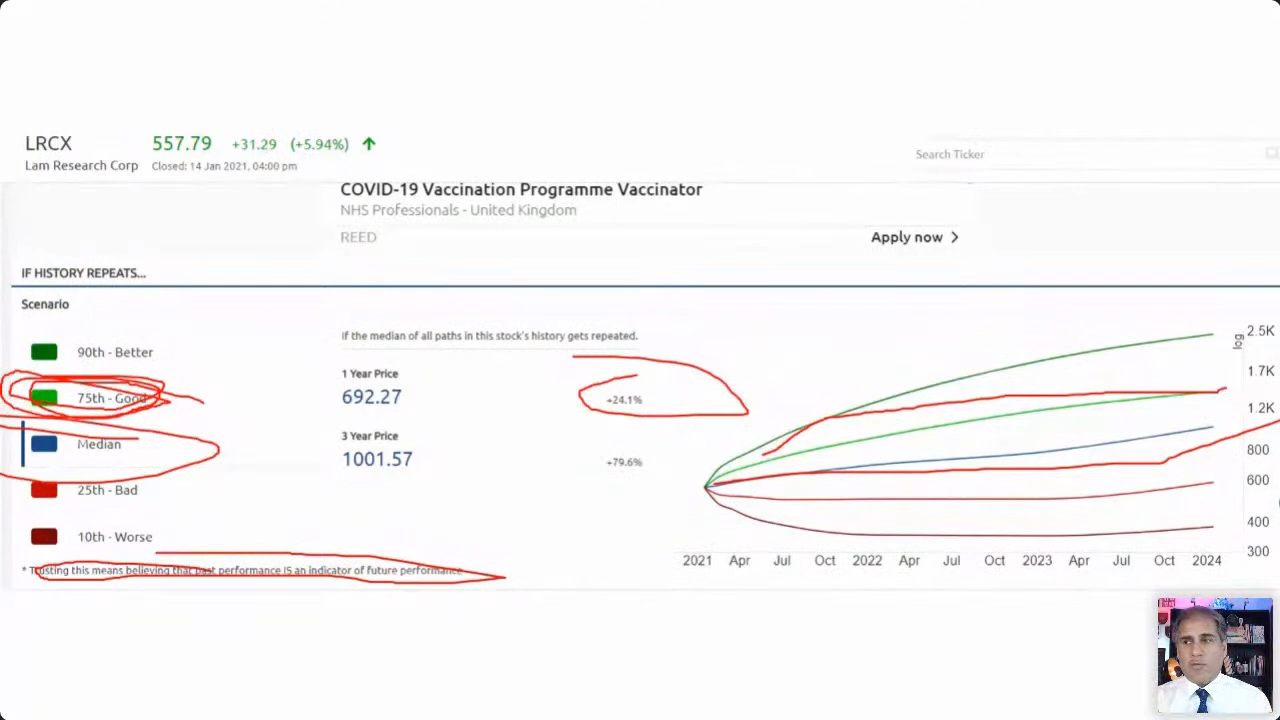 LRCX 557.79 +31.29 (+5.94%)
Lam Research Corp Closed: 14 Jan 2021, 04:00 pm
Search Ticker
COVID-19 Vaccination Programme Vaccinator
NHS Professionals - United Kingdom
REED Apply now
IF HISTORY REPEATS...
Scenario
90th - Better
75th - Good
Median
25th - Bad
10th - Worse
* Trusting this means believing that past performance IS an indicator of future performance
If the median of all paths in this stock's history gets repeated.
1 Year Price
692.27 +24.1%
3 Year Price
1001.57 +79.6%
log
2.5K
1.7K
1.2K
800
600
400
300
2021 Apr Jul Oct 2022 Apr Jul Oct 2023 Apr Jul Oct 2024